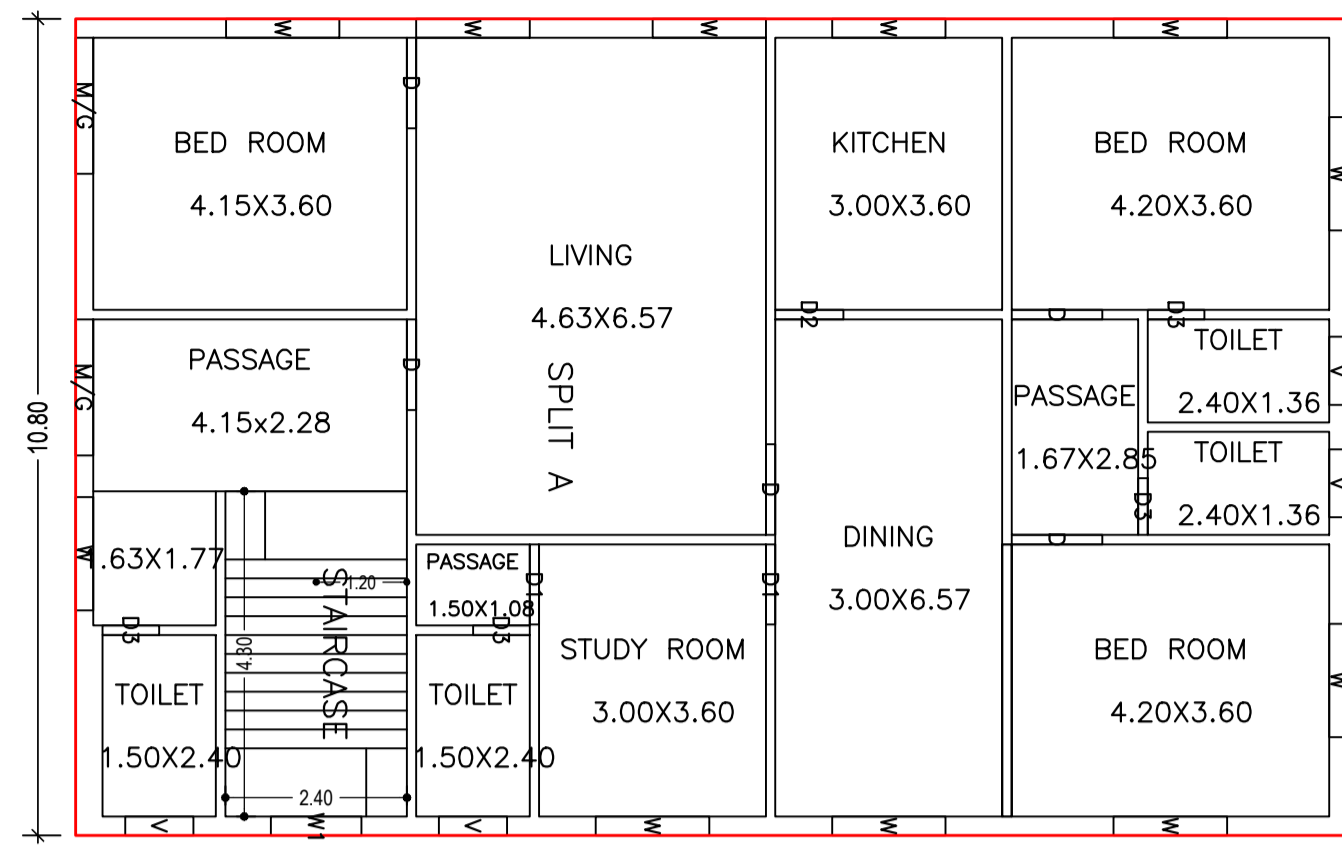 W W W W W
M/G
D
BED ROOM
4.15X3.60
LIVING
4.63X6.57
SPLIT A
KITCHEN
3.00X3.60
BED ROOM
4.20X3.60
W
D2
D
D3
M/G
PASSAGE
4.15x2.28
D
PASSAGE
1.67X2.85
TOILET
2.40X1.36
V
TOILET
2.40X1.36
V
D
D3
D
10.80
W
.63X1.77
D3
STAIRCASE
1.20
4.30
2.40
PASSAGE
1.50X1.08
D1
D3
D1
DINING
3.00X6.57
TOILET
1.50X2.40
TOILET
1.50X2.40
STUDY ROOM
3.00X3.60
BED ROOM
4.20X3.60
W
V W1 V W W W